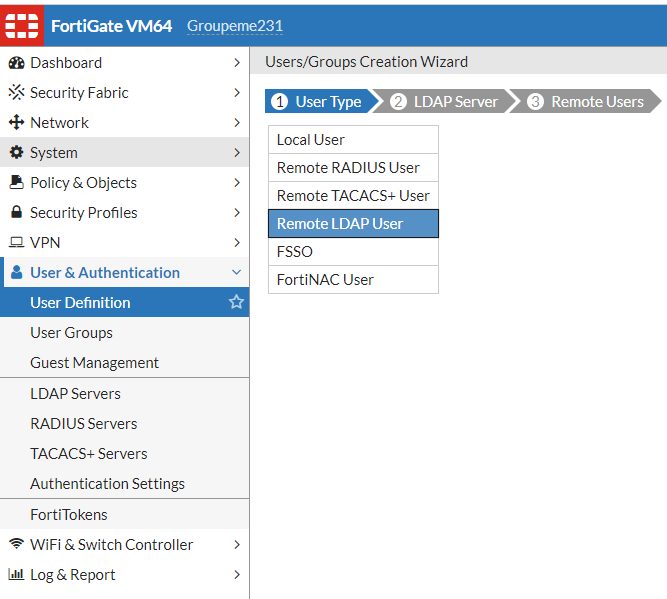 FortiGate VM64 Groupeme231
Dashboard
Security Fabric
Network
System
Policy & Objects
Security Profiles
VPN
User & Authentication
User Definition
User Groups
Guest Management
LDAP Servers
RADIUS Servers
TACACS+ Servers
Authentication Settings
FortiTokens
WiFi & Switch Controller
Log & Report
Users/Groups Creation Wizard
1 User Type 2 LDAP Server 3 Remote Users
Local User
Remote RADIUS User
Remote TACACS+ User
Remote LDAP User
FSSO
FortiNAC User